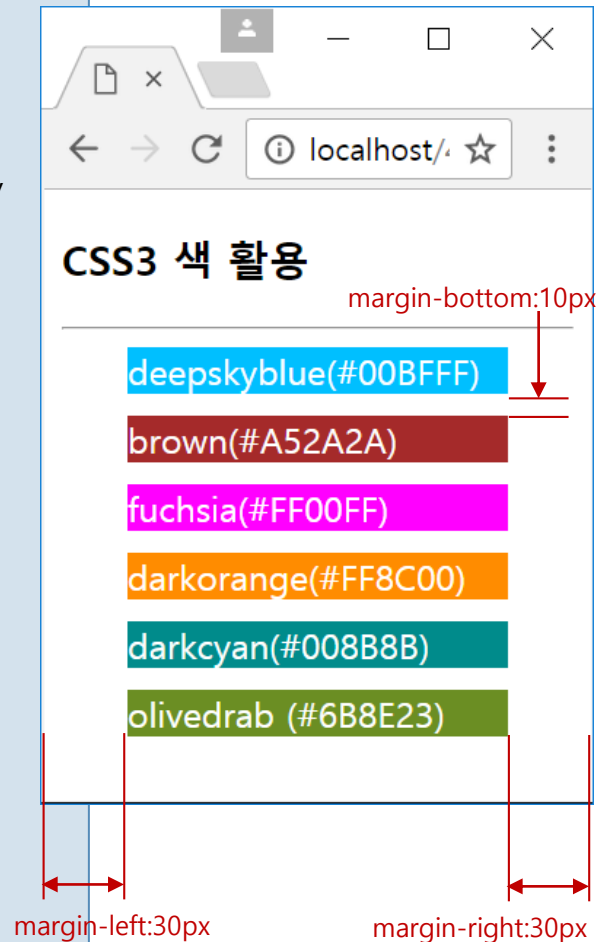 localhost/4
CSS3 색 활용
margin-bottom:10px
deepskyblue(#00BFFF)
brown(#A52A2A)
fuchsia(#FF00FF)
darkorange(#FF8C00)
darkcyan(#008B8B)
olivedrab (#6B8E23)
margin-left:30px
margin-right:30px